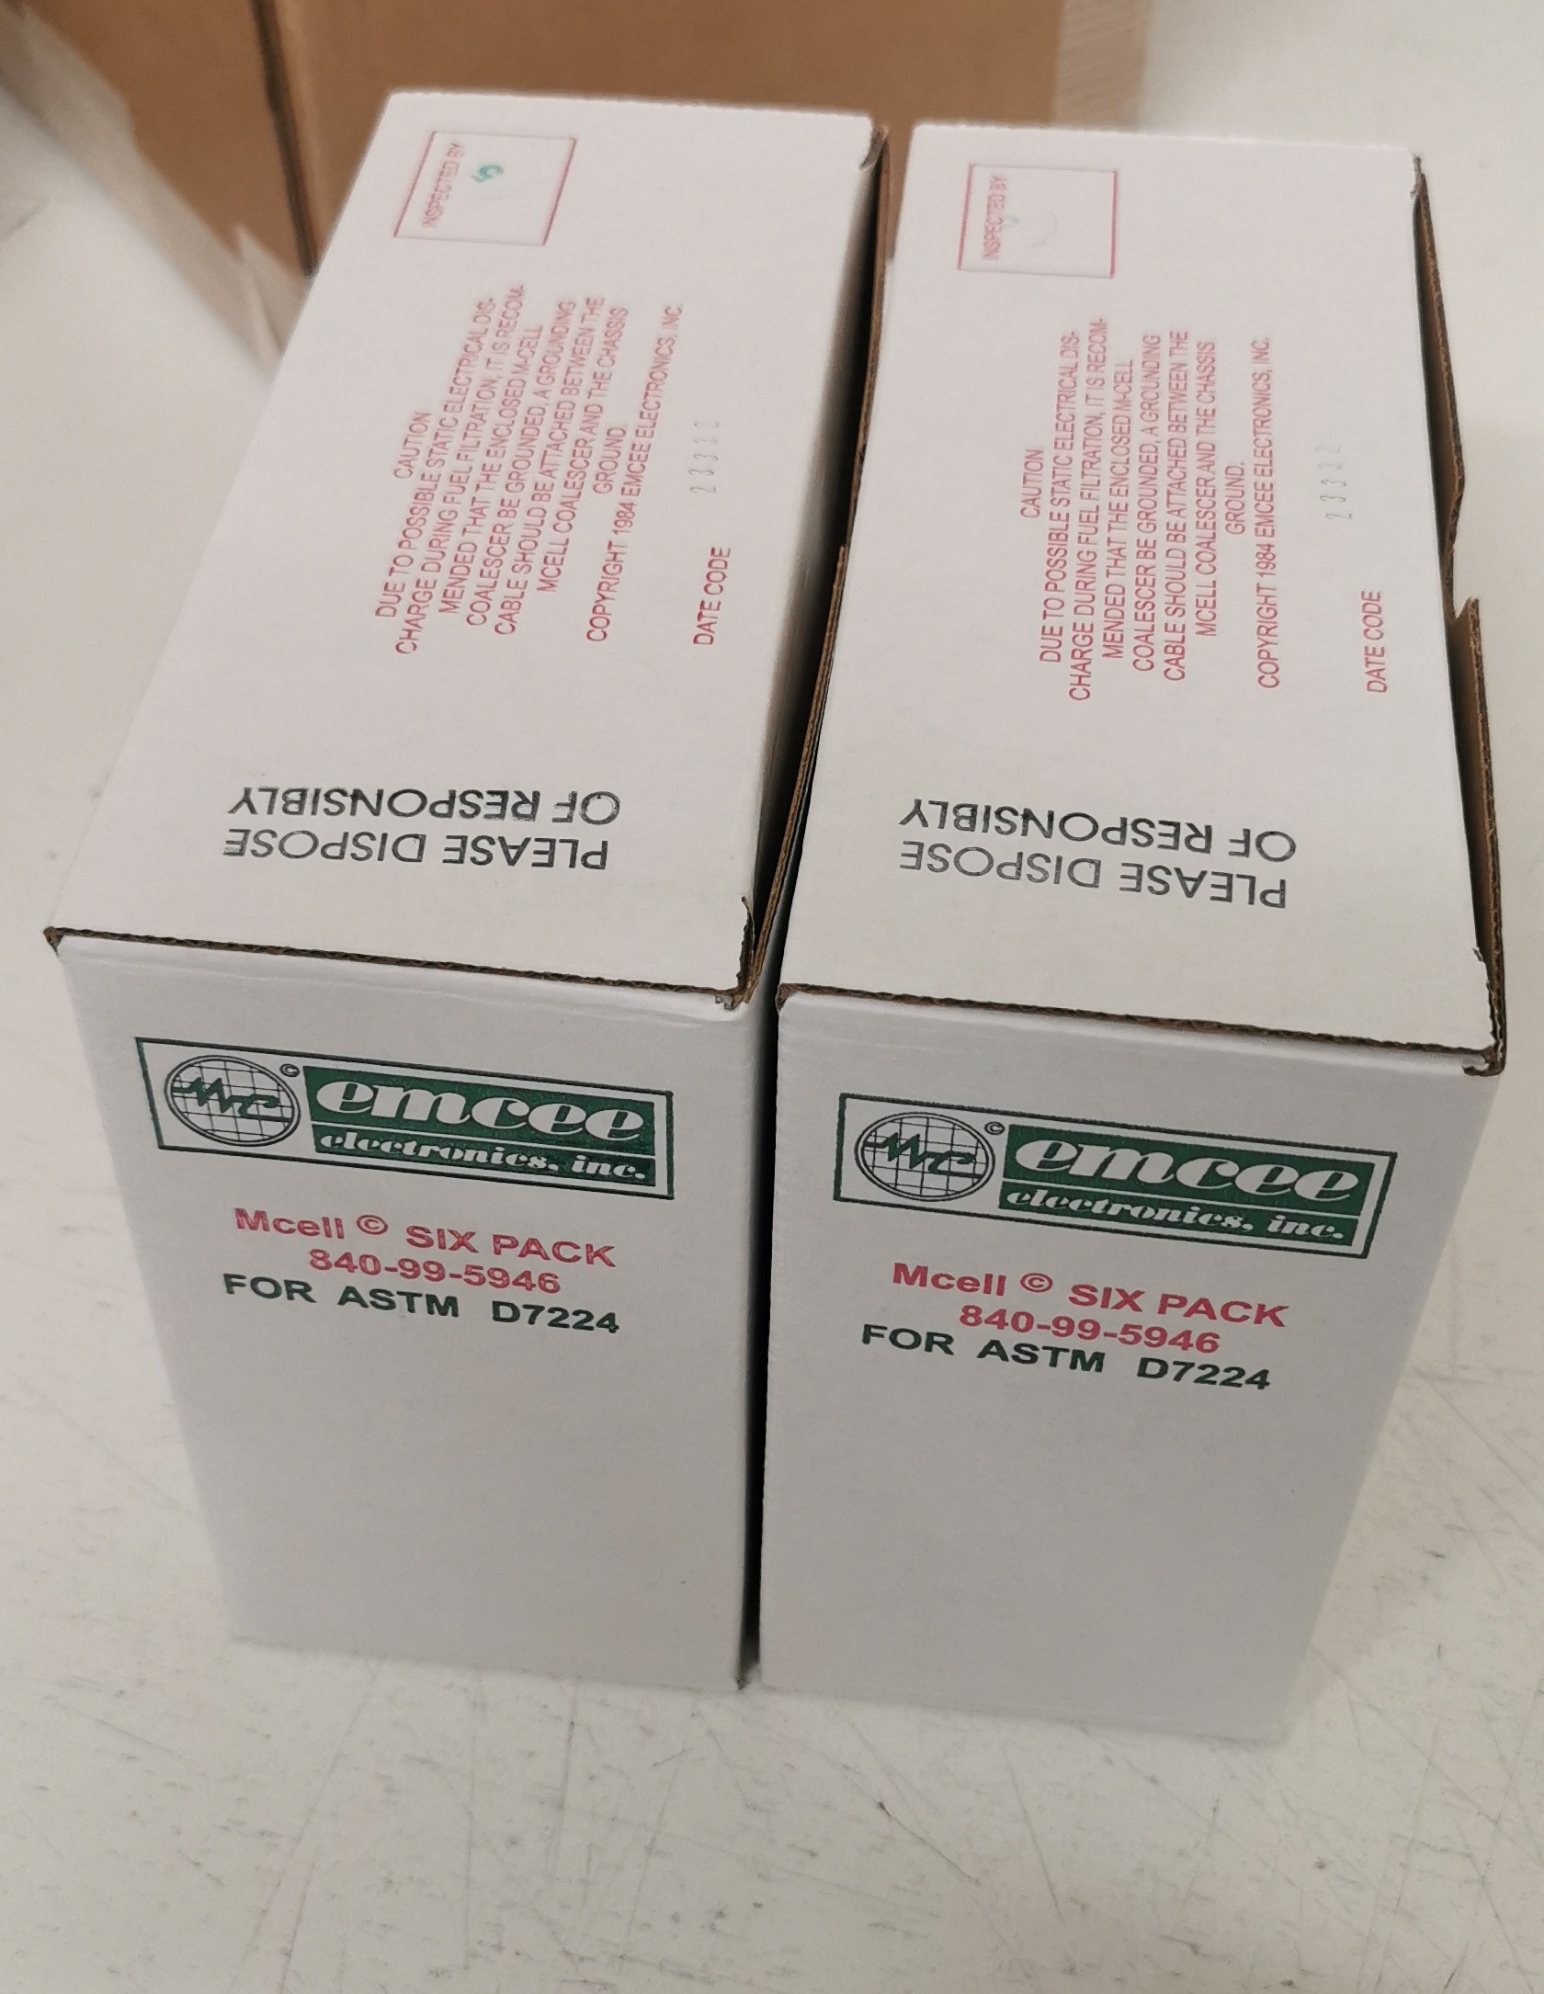 INSPECTED BY
CAUTION
DUE TO POSSIBLE STATIC ELECTRICAL DIS-
CHARGE DURING FUEL FILTRATION, IT IS RECOM-
MENDED THAT THE ENCLOSED M-CELL
COALESCER BE GROUNDED, A GROUNDING
CABLE SHOULD BE ATTACHED BETWEEN THE
MCELL COALESCER AND THE CHASSIS
GROUND.
COPYRIGHT 1984 EMCEE ELECTRONICS, INC.
DATE CODE 23332
PLEASE DISPOSE
OF RESPONSIBLY
©
emcee
electronics, inc.
Mcell © SIX PACK
840-99-5946
FOR ASTM D7224
INSPECTED BY
CAUTION
DUE TO POSSIBLE STATIC ELECTRICAL DIS-
CHARGE DURING FUEL FILTRATION, IT IS RECOM-
MENDED THAT THE ENCLOSED M-CELL
COALESCER BE GROUNDED, A GROUNDING
CABLE SHOULD BE ATTACHED BETWEEN THE
MCELL COALESCER AND THE CHASSIS
GROUND.
COPYRIGHT 1984 EMCEE ELECTRONICS, INC.
DATE CODE 23332
PLEASE DISPOSE
OF RESPONSIBLY
©
emcee
electronics, inc.
Mcell © SIX PACK
840-99-5946
FOR ASTM D7224